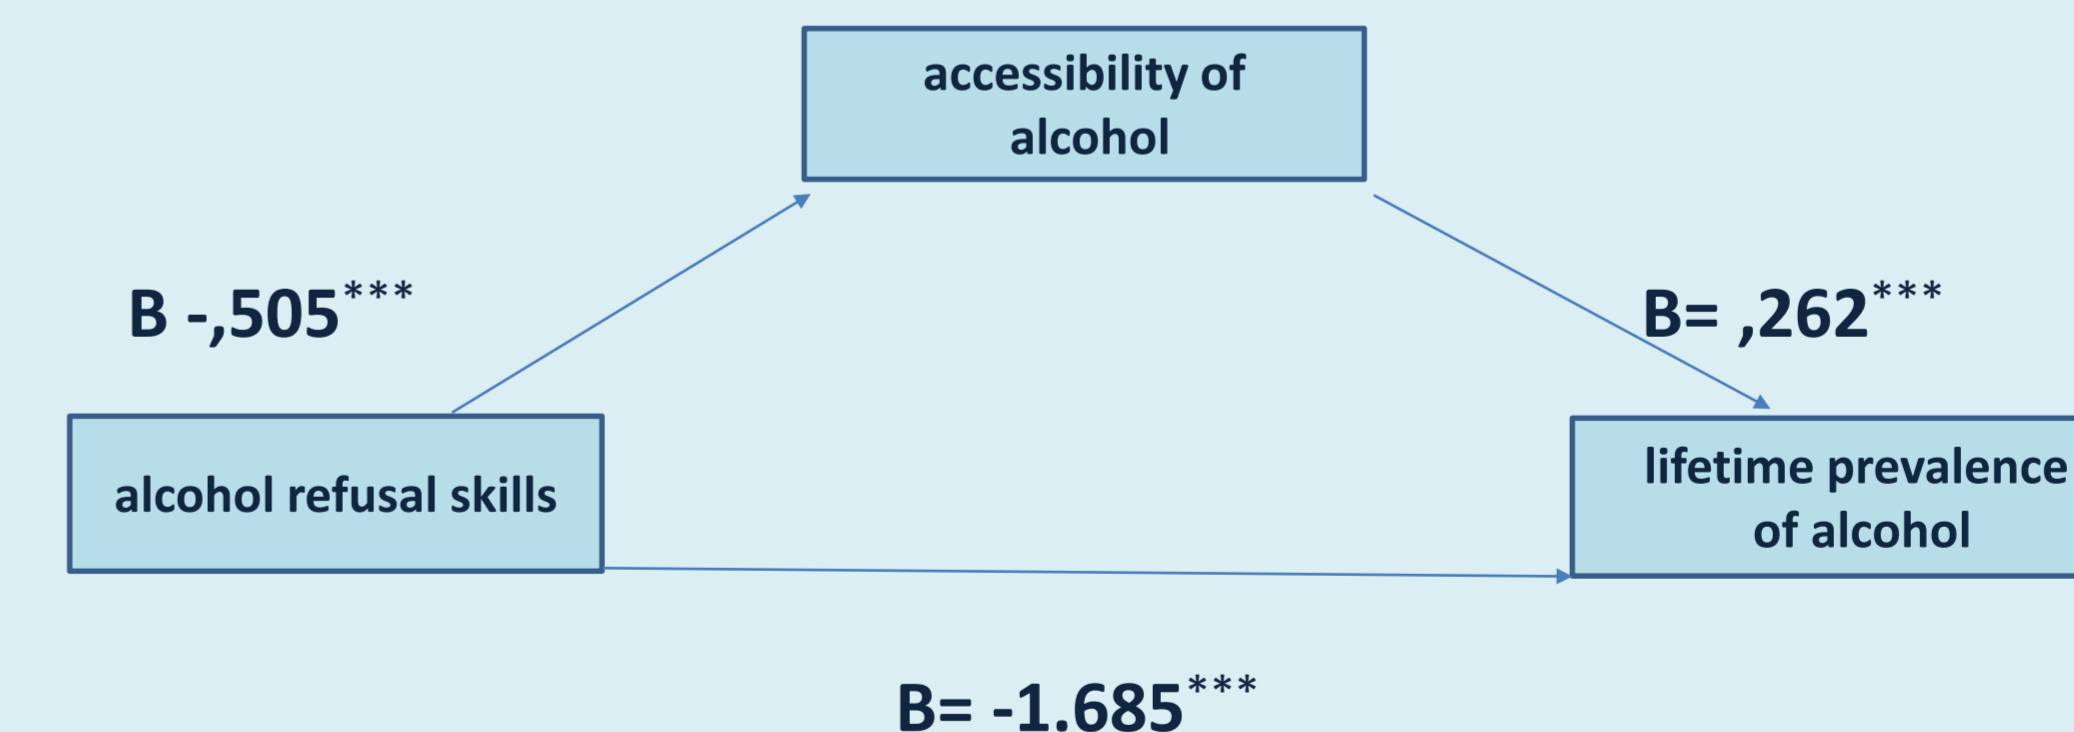 accessibility of
alcohol
B -,505***
B= ,262***
alcohol refusal skills
lifetime prevalence
of alcohol
B= -1.685***